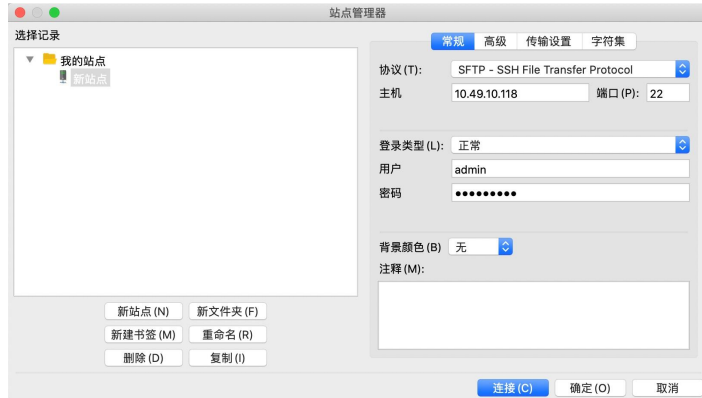 站点管理器
选择记录
我的站点
新站点
新站点(N) 新文件夹(F)
新建书签(M) 重命名(R)
删除(D) 复制(I)
常规 高级 传输设置 字符集
协议(T): SFTP - SSH File Transfer Protocol
主机 10.49.10.118 端口(P): 22
登录类型(L): 正常
用户 admin
密码 ●●●●●●●●●
背景颜色(B) 无
注释(M):
连接(C) 确定(O) 取消